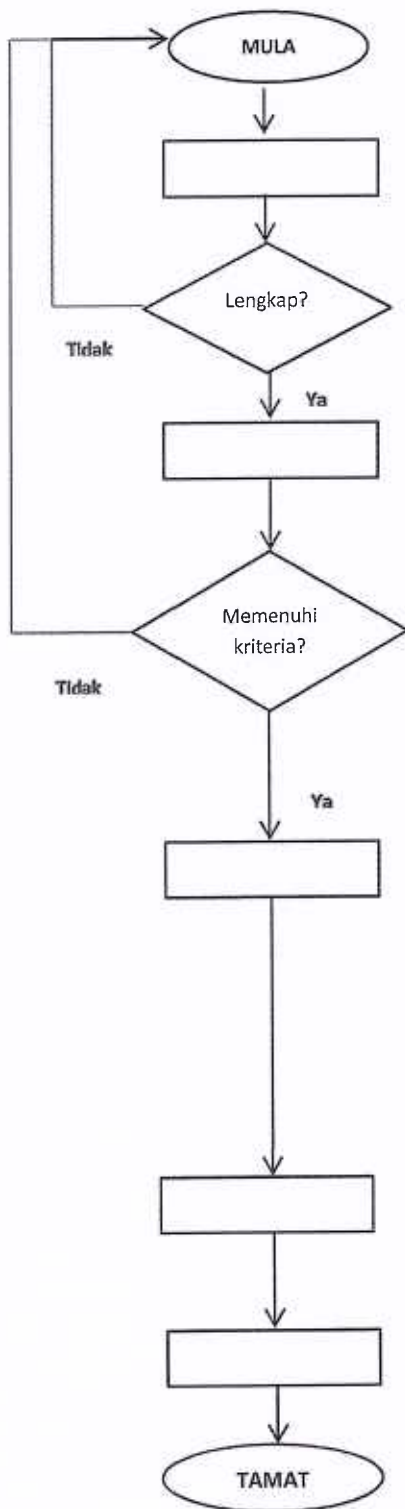 MULA
Lengkap?
Tidak
Ya
Memenuhi
kriteria?
Tidak
Ya
TAMAT